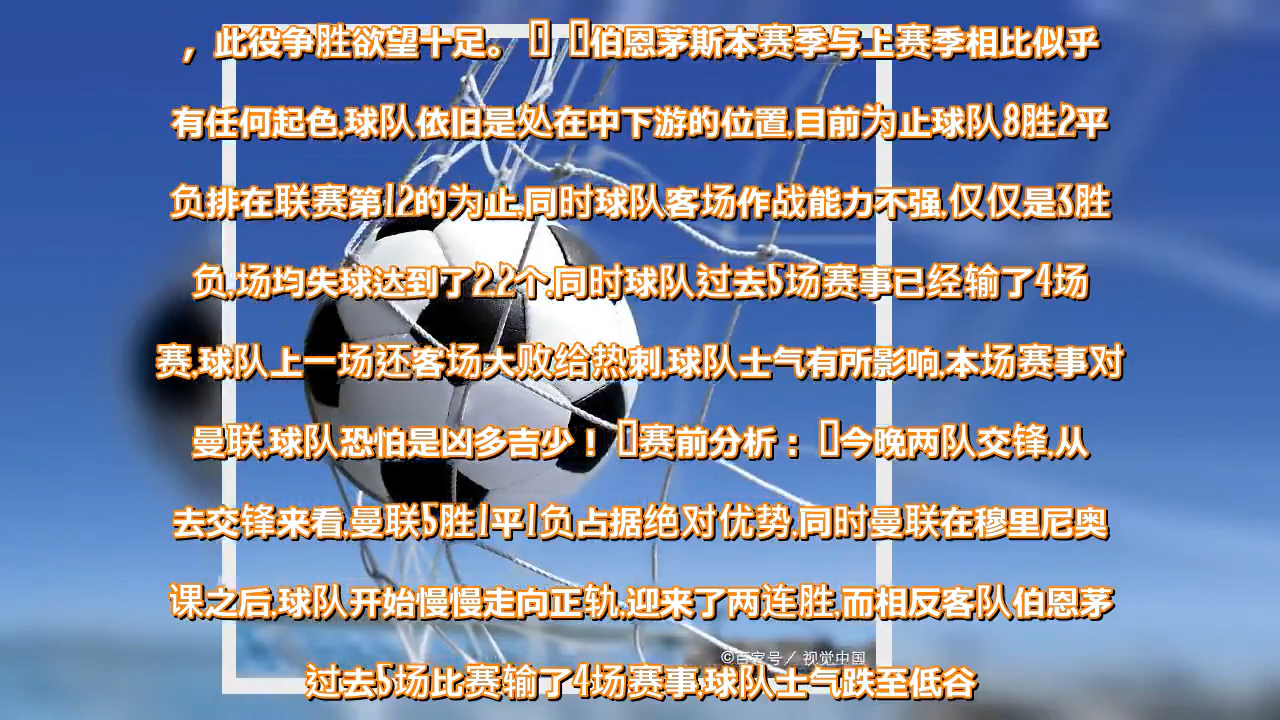 ，此役争胜欲望十足。 伯恩茅斯本赛季与上赛季相比似乎
有任何起色,球队依旧是处在中下游的位置,目前为止球队8胜2平
负排在联赛第12的为止,同时球队客场作战能力不强,仅仅是3胜
负,场均失球达到了2.2个,同时球队过去5场赛事已经输了4场
赛,球队上一场还客场大败给热刺,球队士气有所影响,本场赛事对
曼联,球队恐怕是凶多吉少！ 赛前分析： 今晚两队交锋,从
去交锋来看,曼联5胜1平1负占据绝对优势,同时曼联在穆里尼奥
课之后,球队开始慢慢走向正轨,迎来了两连胜,而相反客队伯恩茅
©百家号／视觉中国
过去5场比赛输了4场赛事,球队士气跌至低谷